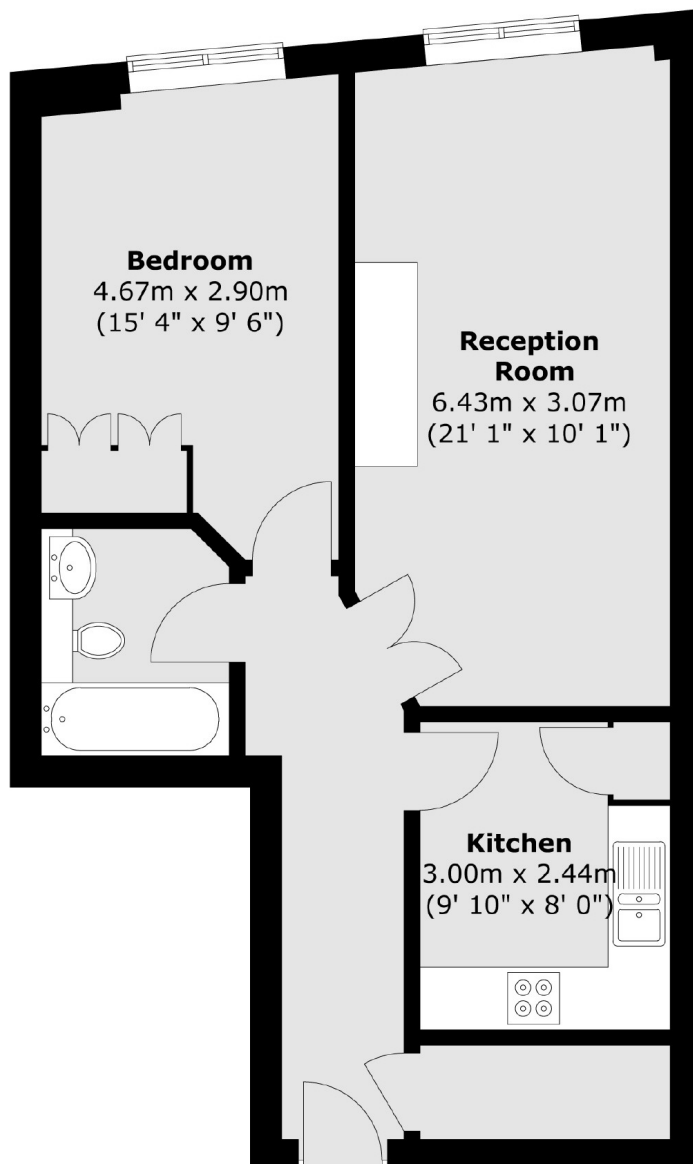 Bedroom
4.67m x 2.90m
(15' 4" x 9' 6")
Reception
Room
6.43m x 3.07m
(21' 1" x 10' 1")
Kitchen
3.00m x 2.44m
(9' 10" x 8' 0")